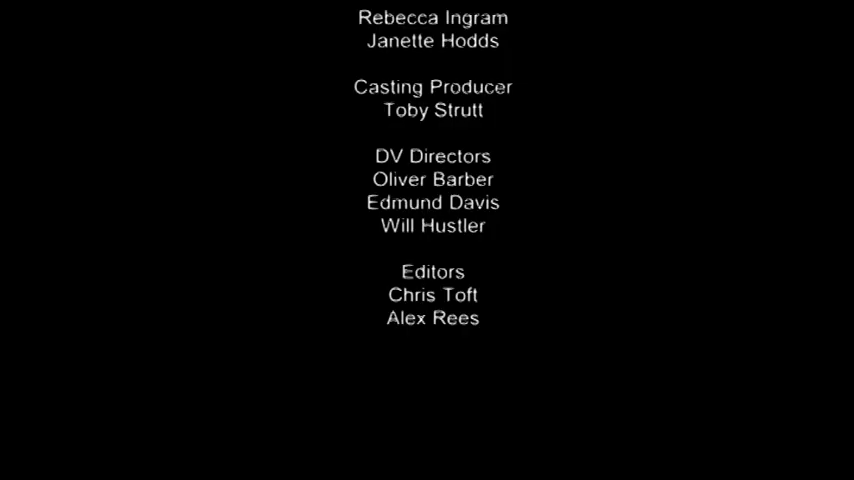 Rebecca Ingram
Janette Hodds
Casting Producer
Toby Strutt
DV Directors
Oliver Barber
Edmund Davis
Will Hustler
Editors
Chris Toft
Alex Rees